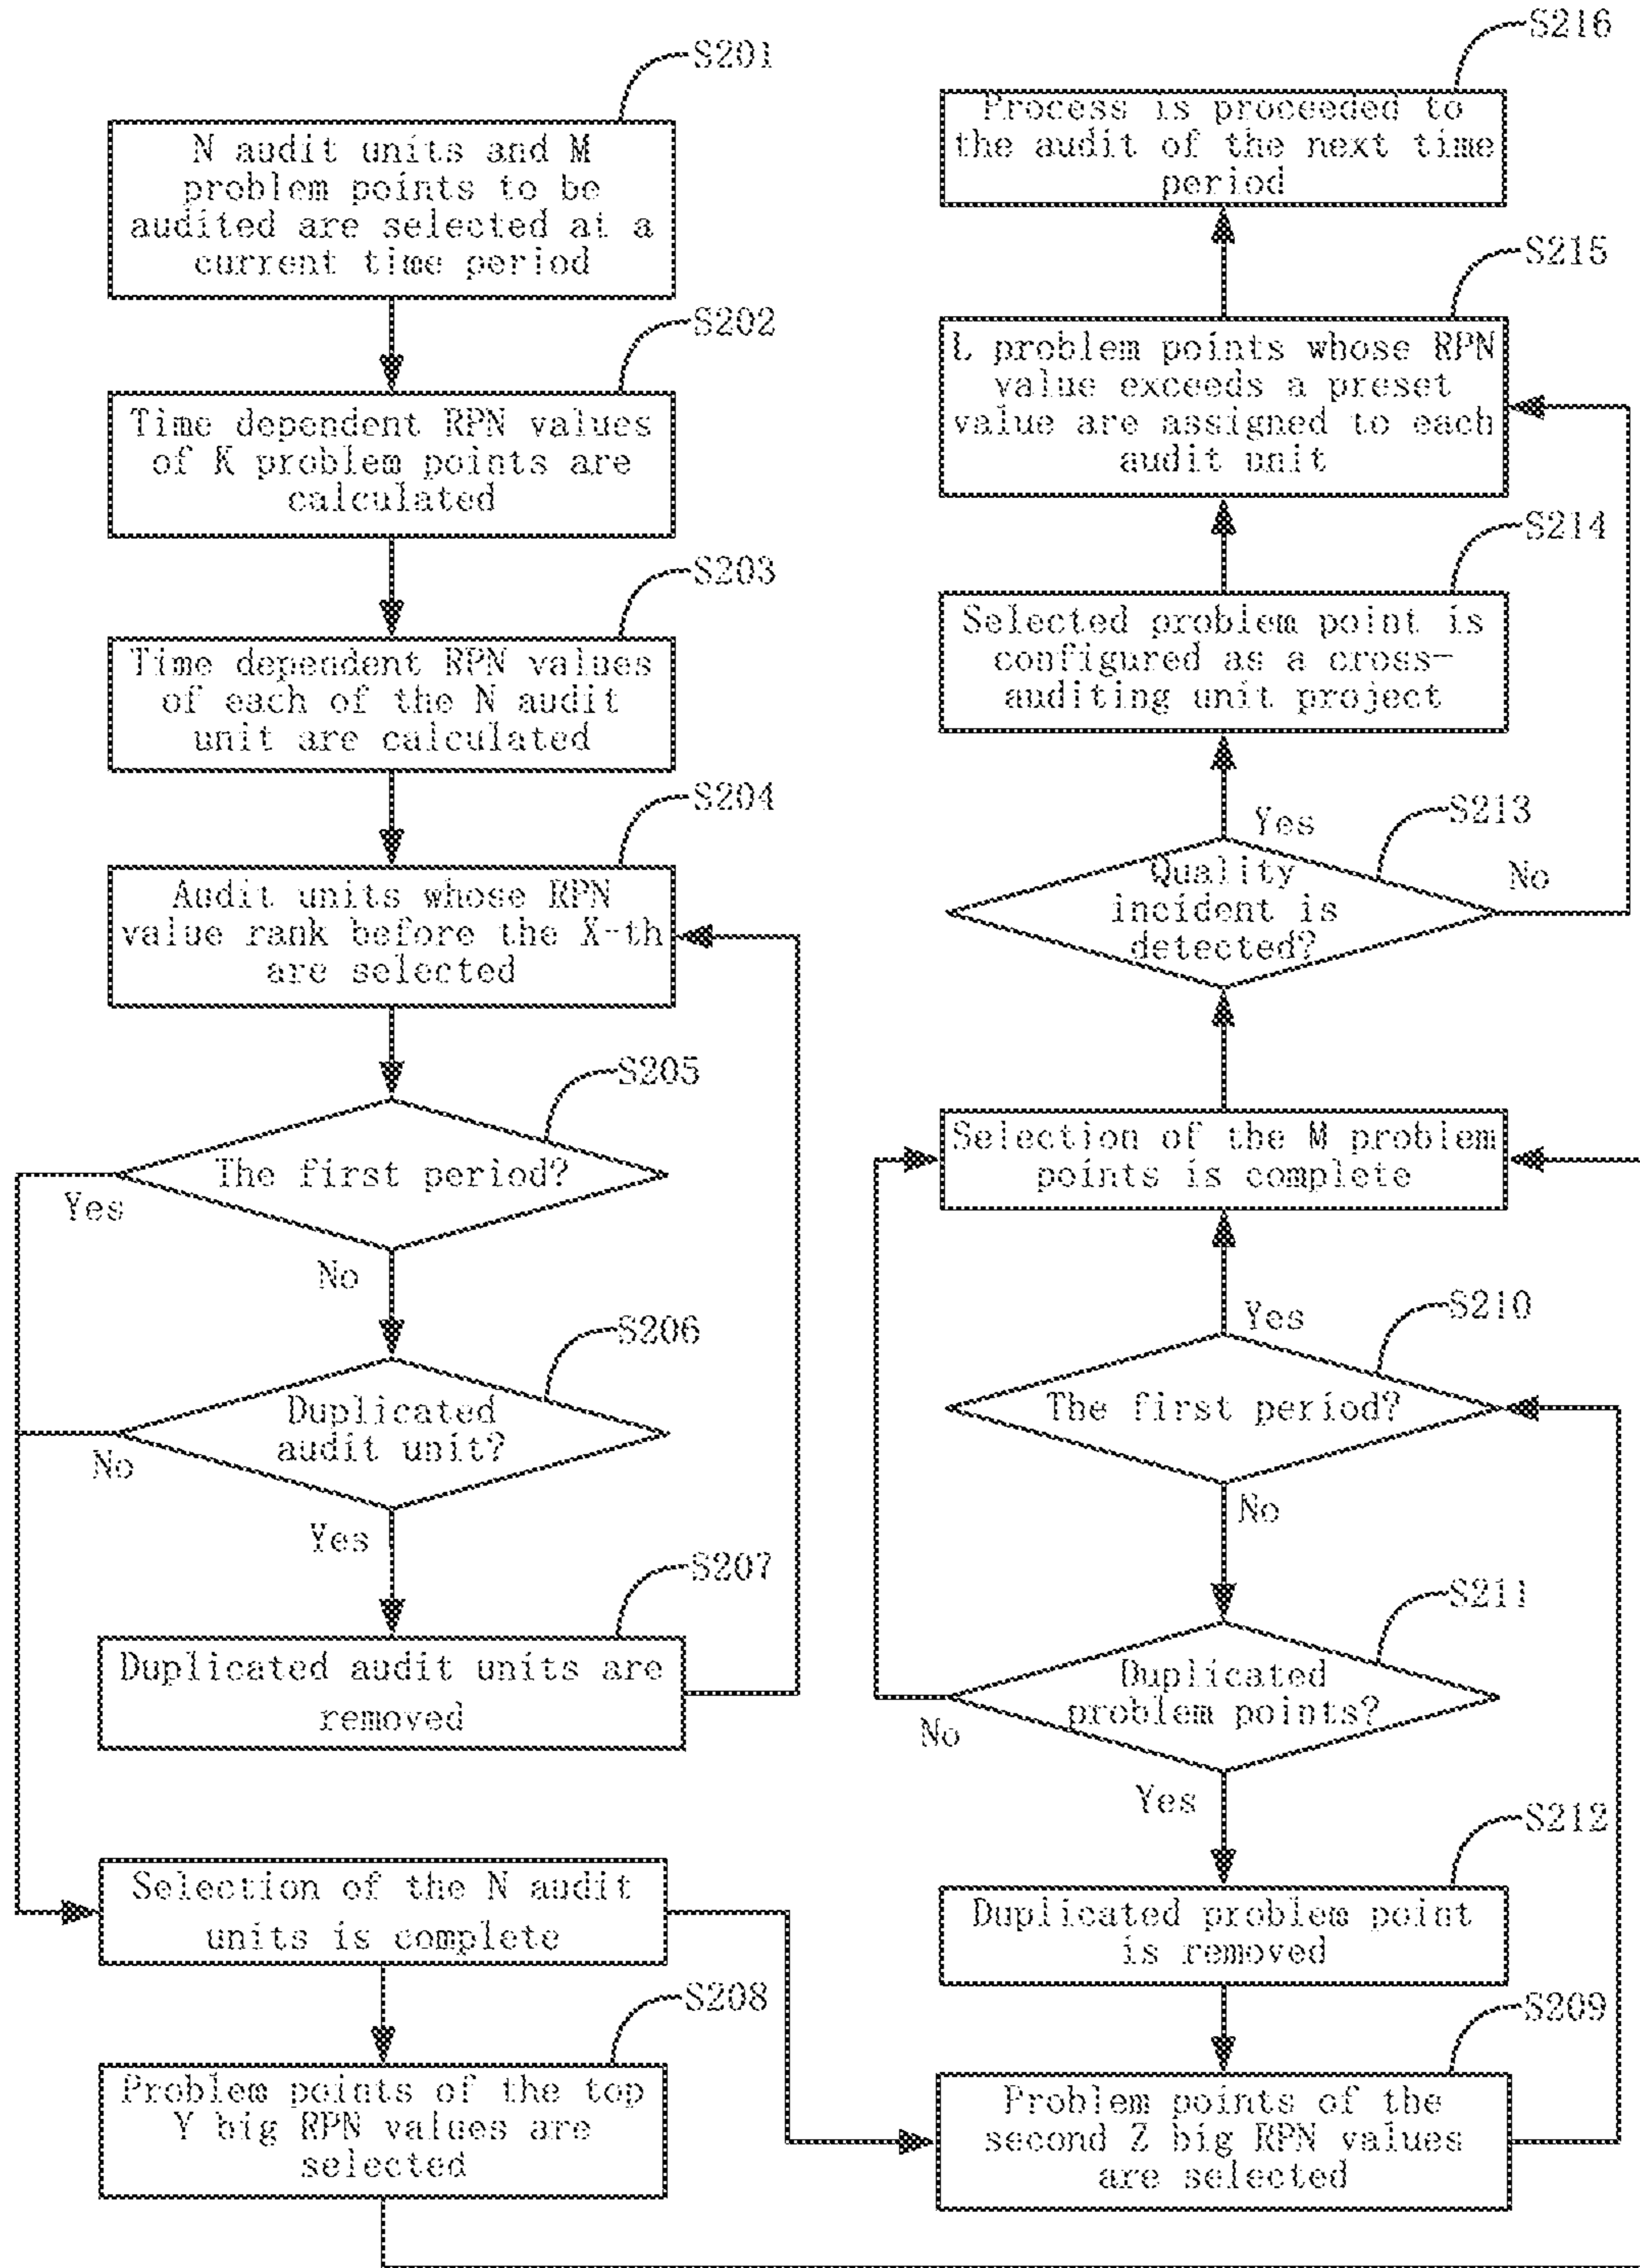 S201
N audit units and M
problem points to be
audited are selected at a
current time period
S202
Time dependent RPN values
of K problem points are
calculated
S203
Time dependent RPN values
of each of the N audit
unit are calculated
S204
Audit units whose RPN
value rank before the X-th
are selected
S205
The first period?
Yes
No
S206
Duplicated
audit unit?
No
Yes
S207
Duplicated audit units are
removed
Selection of the N audit
units is complete
S208
Problem points of the top
Y big RPN values are
selected
S216
Process is proceeded to
the audit of the next time
period
S215
L problem points whose RPN
value exceeds a preset
value are assigned to each
audit unit
S214
Selected problem point is
configured as a cross-
auditing unit project
Yes
S213
Quality
incident is
detected?
No
Selection of the M problem
points is complete
Yes
S210
The first period?
No
S211
Duplicated
problem points?
No
Yes
S212
Duplicated problem point
is removed
S209
Problem points of the
second Z big RPN values
are selected